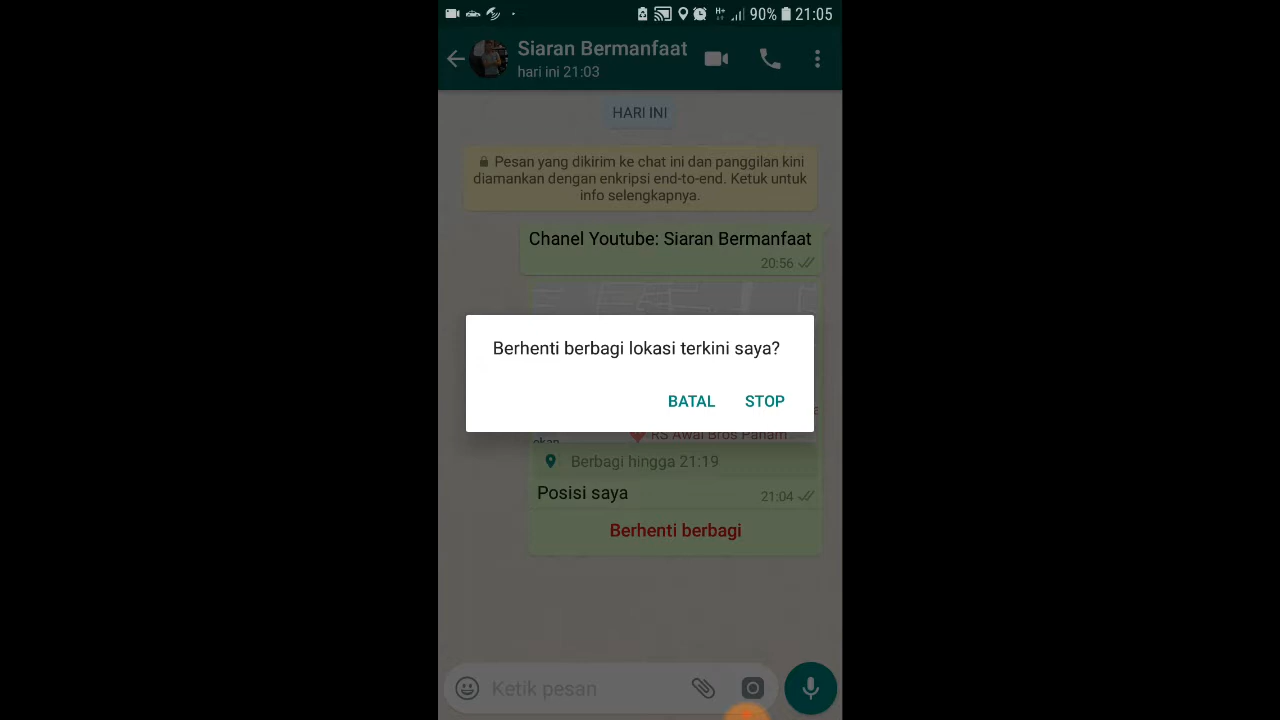 90% 21:05
Siaran Bermanfaat
hari ini 21:03
HARI INI
Pesan yang dikirim ke chat ini dan panggilan kini
diamankan dengan enkripsi end-to-end. Ketuk untuk
info selengkapnya.
Chanel Youtube: Siaran Bermanfaat
20:56
Berhenti berbagi lokasi terkini saya?
BATAL STOP
RS Awal Bros Panam
Berbagi hingga 21:19
Posisi saya
21:04
Berhenti berbagi
Ketik pesan